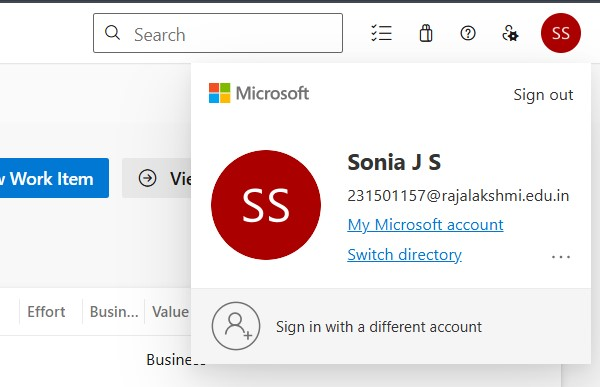 Search
SS
Microsoft
Sign out
w Work Item
Vie
SS
Sonia J S
231501157@rajalakshmi.edu.in
My Microsoft account
Switch directory
...
Effort
Busin...
Value
Sign in with a different account
Business